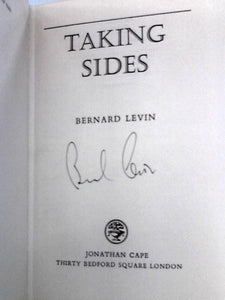 TAKING
SIDES
BERNARD LEVIN
JONATHAN CAPE
THIRTY BEDFORD SQUARE LONDON